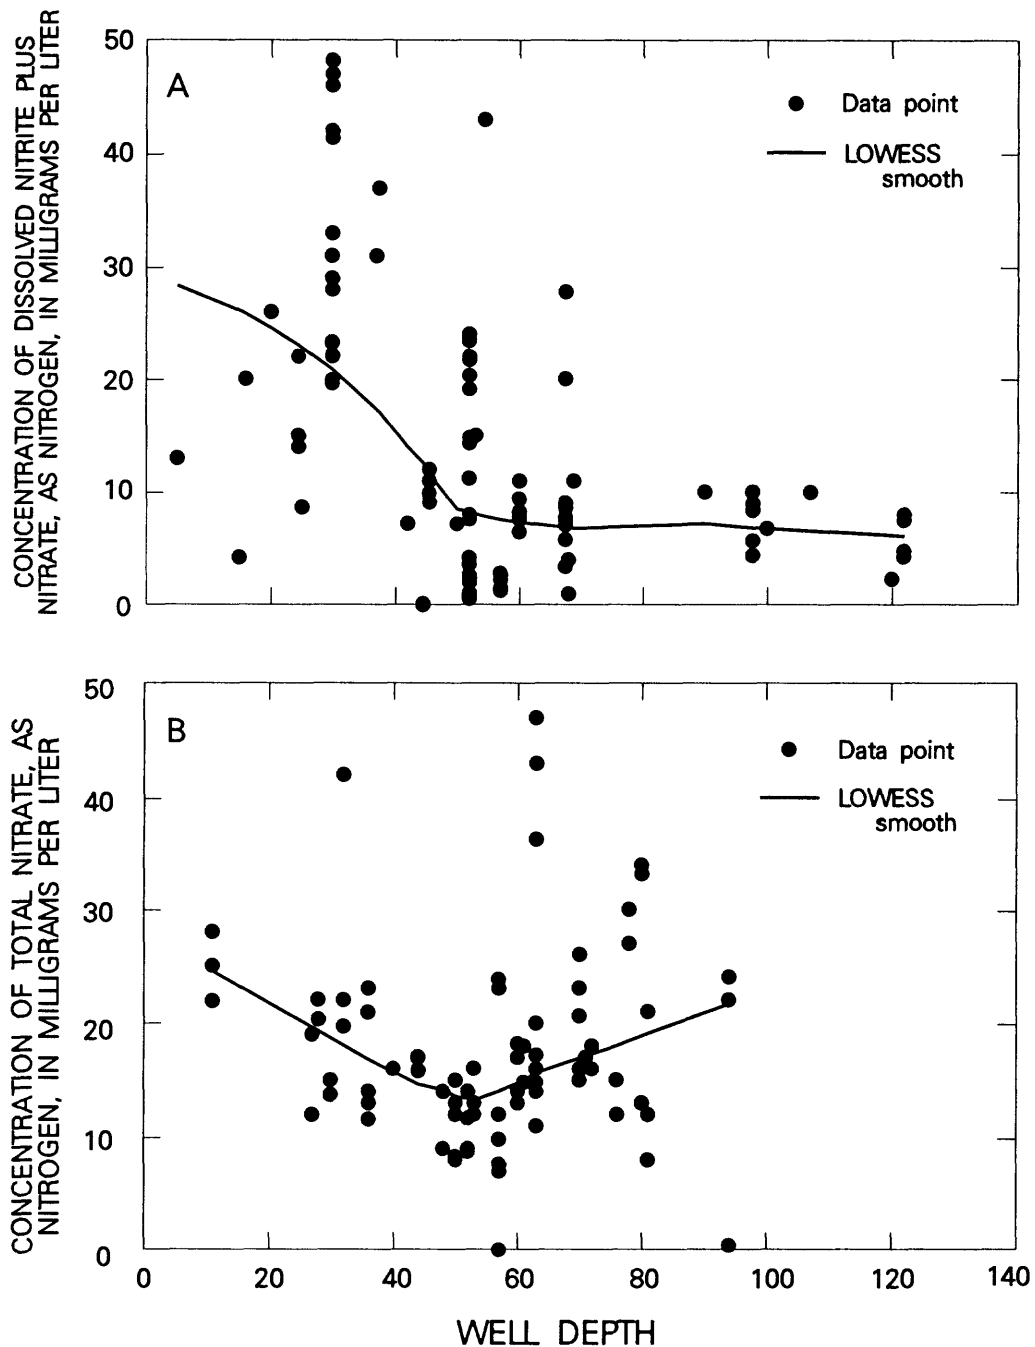 CONCENTRATION OF DISSOLVED NITRITE PLUS
NITRATE, AS NITROGEN, IN MILLIGRAMS PER LITER
50
40
30
20
10
0
A
Data point
LOWESS
smooth
CONCENTRATION OF TOTAL NITRATE, AS
NITROGEN, IN MILLIGRAMS PER LITER
50
40
30
20
10
0
B
Data point
LOWESS
smooth
0 20 40 60 80 100 120 140
WELL DEPTH